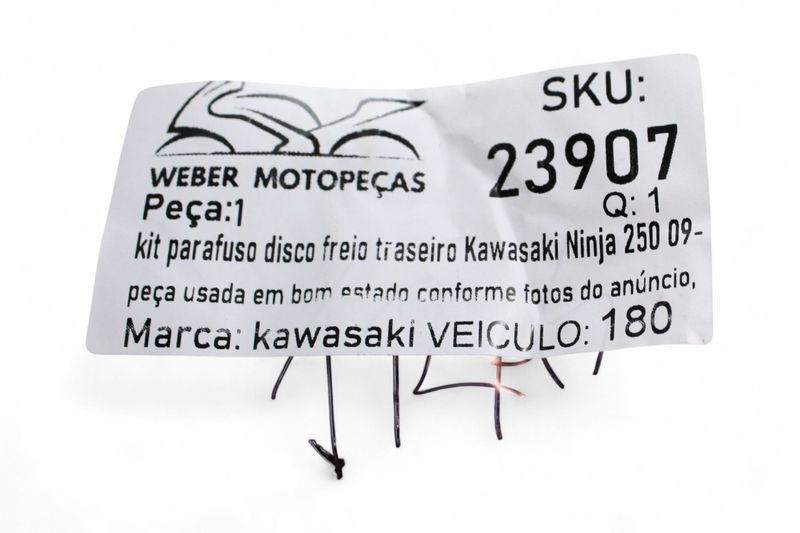 SKU:
23907
WEBER MOTOPEÇAS
Peça:1
Q: 1
kit parafuso disco freio traseiro Kawasaki Ninja 250 09-
peça usada em bom estado conforme fotos do anúncio,
Marca: kawasaki VEICULO: 180